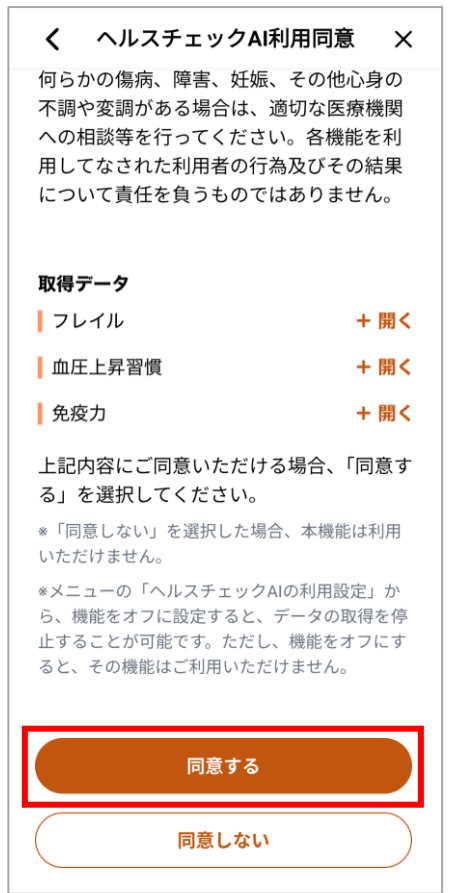 ヘルスチェックAI利用同意
何らかの傷病、障害、妊娠、その他心身の
不調や変調がある場合は、適切な医療機関
への相談等を行ってください。各機能を利
用してなされた利用者の行為及びその結果
について責任を負うものではありません。
取得データ
フレイル + 開く
血圧上昇習慣 + 開く
免疫力 + 開く
上記内容にご同意いただける場合、「同意す
る」を選択してください。
※「同意しない」を選択した場合、本機能は利用
いただけません。
※メニューの「ヘルスチェックAIの利用設定」か
ら、機能をオフに設定すると、データの取得を停
止することが可能です。ただし、機能をオフにす
ると、その機能はご利用いただけません。
同意する
同意しない